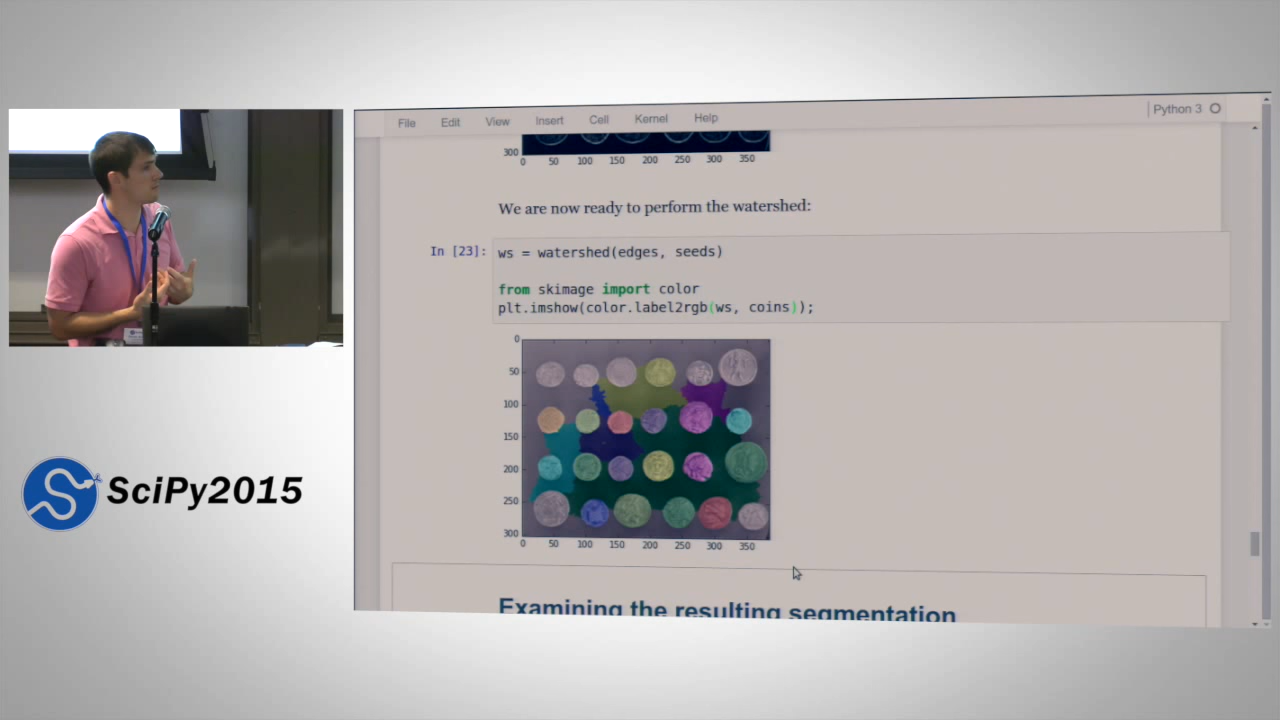 File Edit View Insert Cell Kernel Help
Python 3
300
0 50 100 150 200 250 300 350
We are now ready to perform the watershed:
In [23]:
ws = watershed(edges, seeds)
from skimage import color
plt.imshow(color.label2rgb(ws, coins));
0
50
100
150
200
250
300
0 50 100 150 200 250 300 350
Examining the resulting segmentation
SciPy2015